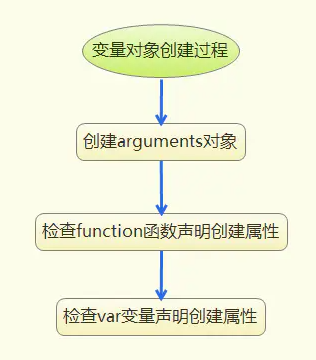 变量对象创建过程
创建arguments对象
检查function函数声明创建属性
检查var变量声明创建属性